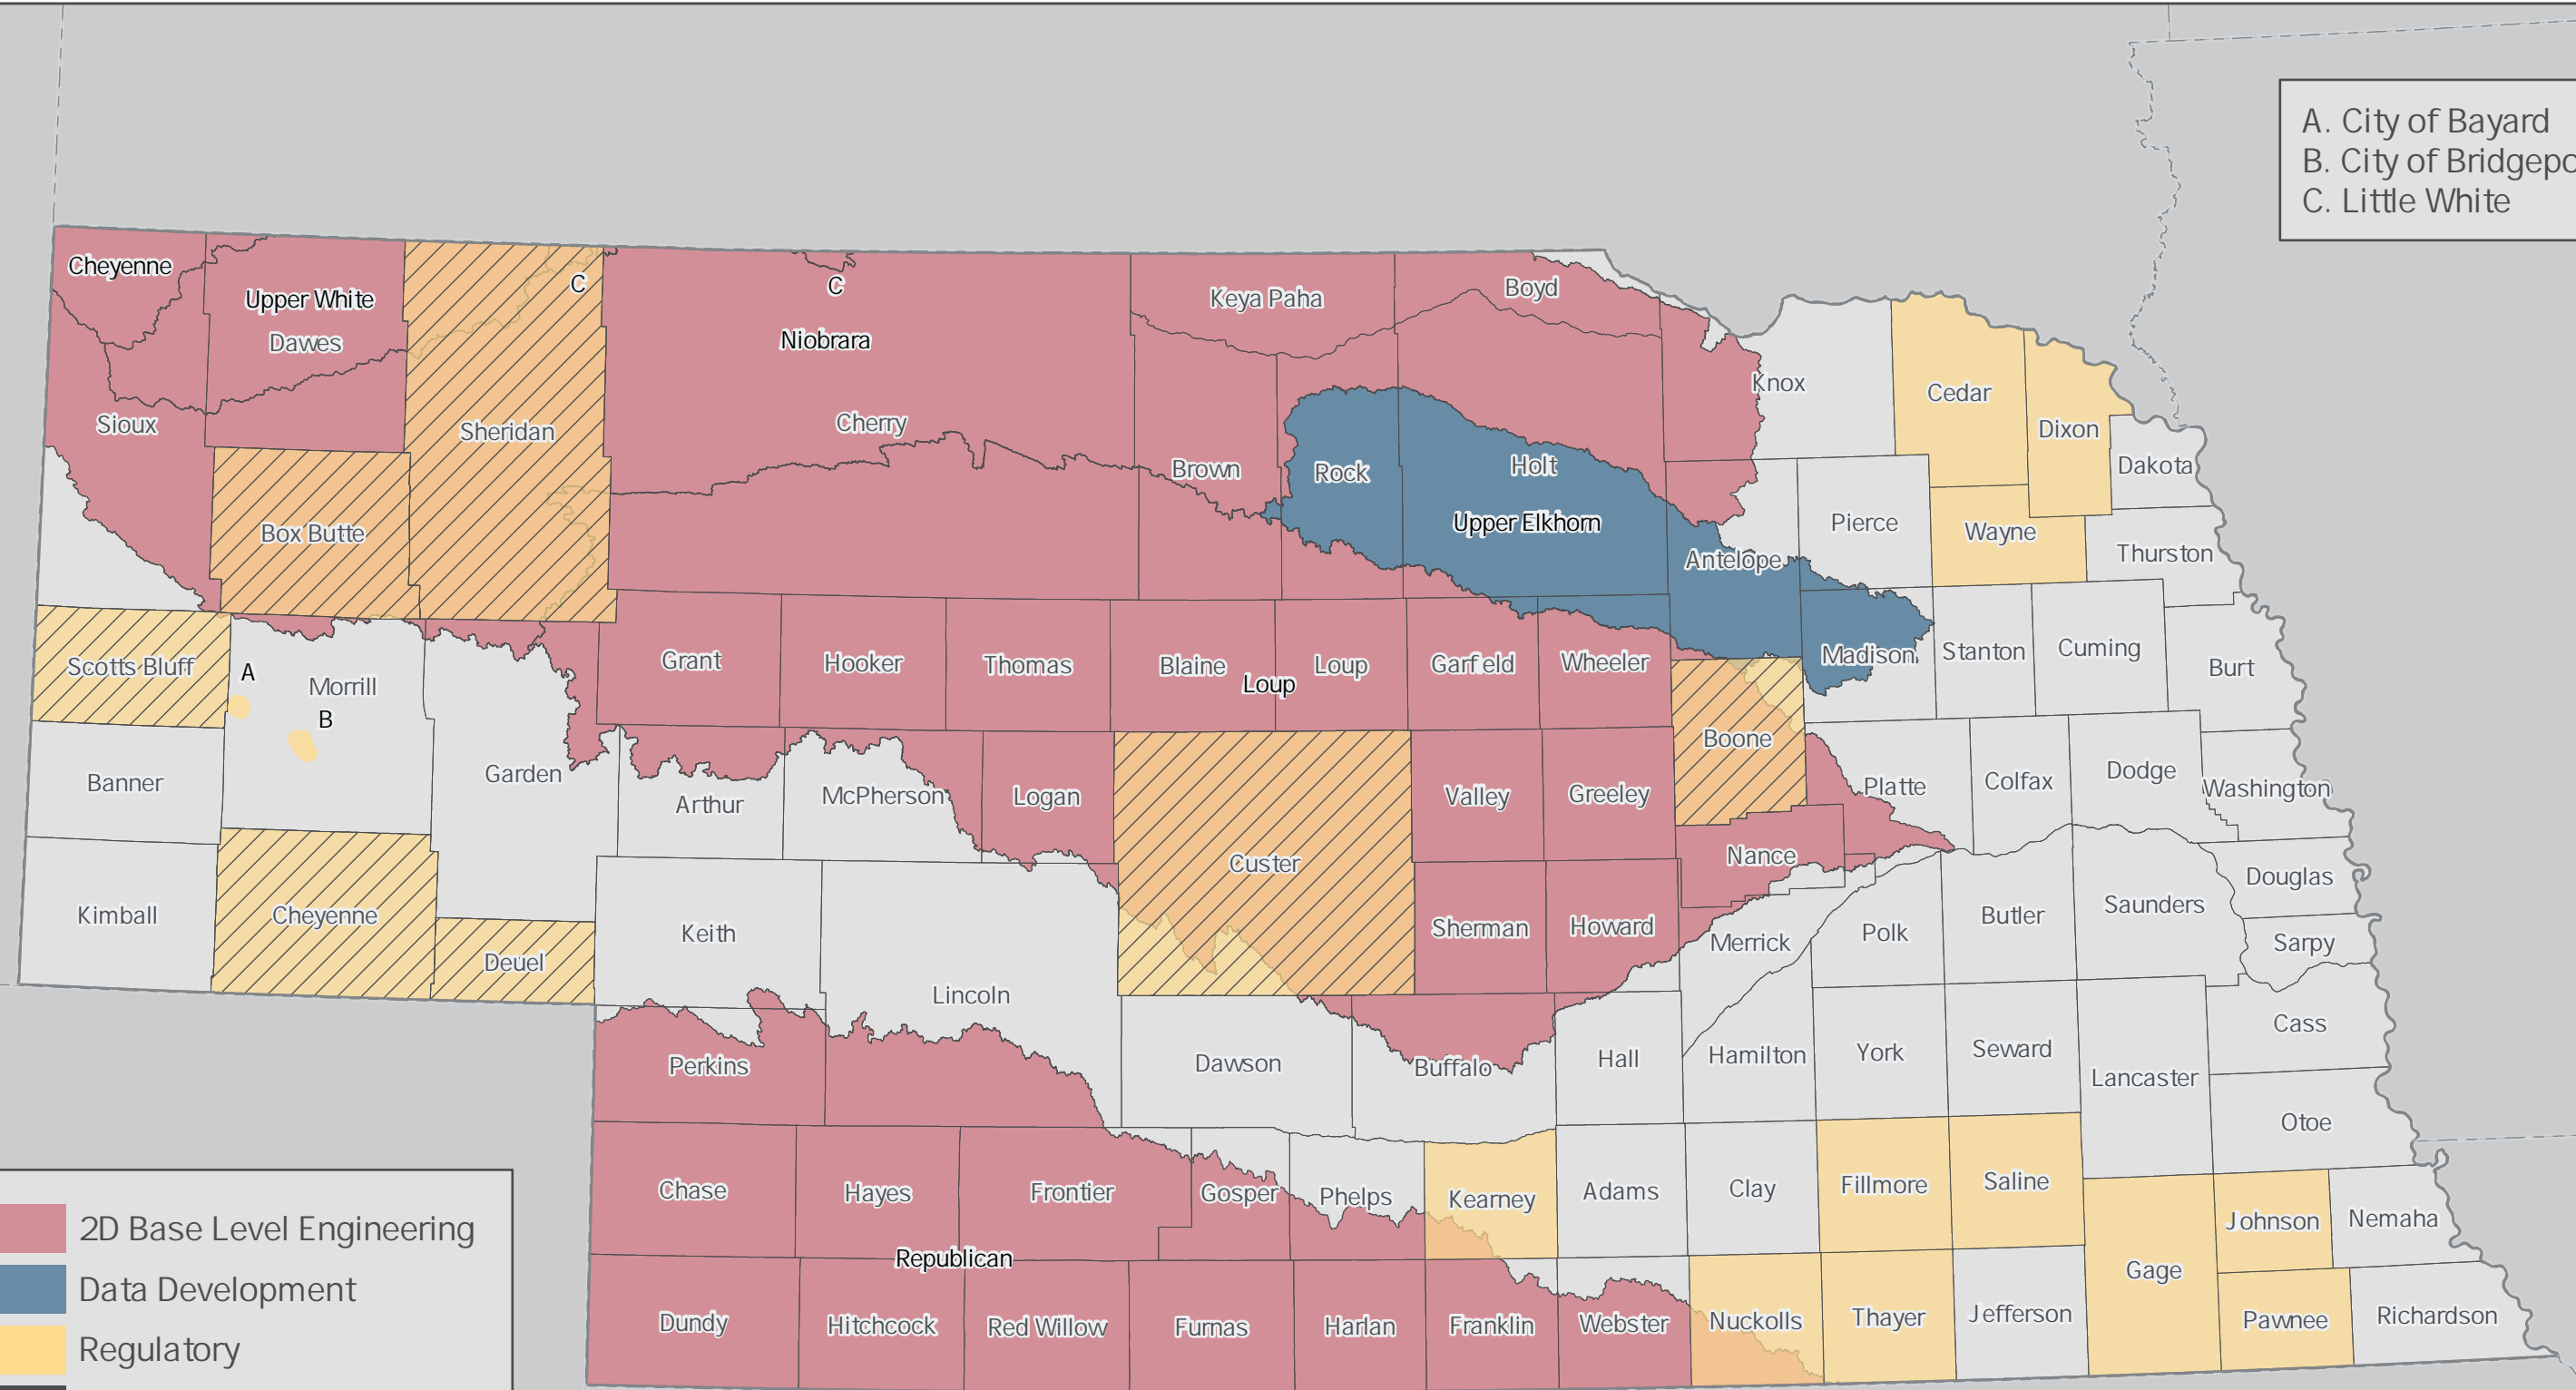 A. City of Bayard
B. City of Bridgepo
C. Little White
Cheyenne
Upper White
Dawes
C
C
Niobrara
Keya Paha
Boyd
Sioux
Sheridan
Cherry
Brown
Rock
Holt
Upper Elkhorn
Knox
Cedar
Dixon
Dakota
Box Butte
Antelope
Pierce
Wayne
Thurston
Scotts Bluff
A
Morrill
B
Grant
Hooker
Thomas
Blaine
Loup
Loup
Garfield
Wheeler
Madison
Stanton
Cuming
Burt
Banner
Garden
Arthur
McPherson
Logan
Valley
Greeley
Boone
Platte
Colfax
Dodge
Washington
Custer
Nance
Kimball
Cheyenne
Deuel
Keith
Lincoln
Sherman
Howard
Merrick
Polk
Butler
Saunders
Douglas
Sarpy
Perkins
Dawson
Buffalo
Hall
Hamilton
York
Seward
Lancaster
Cass
Otoe
Chase
Hayes
Frontier
Gosper
Phelps
Kearney
Adams
Clay
Fillmore
Saline
Johnson
Nemaha
Republican
Gage
Dundy
Hitchcock
Red Willow
Furnas
Harlan
Franklin
Webster
Nuckolls
Thayer
Jefferson
Pawnee
Richardson
2D Base Level Engineering
Data Development
Regulatory